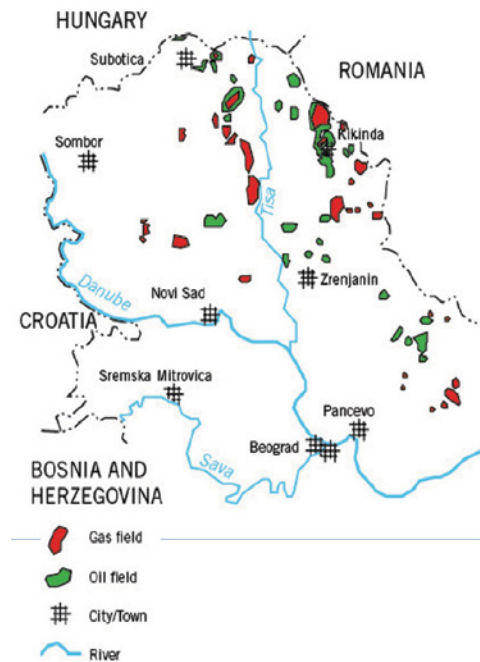 HUNGARY
Subotica
ROMANIA
Kikinda
Sombor
Tisa
Zrenjanin
Danube
Novi Sad
CROATIA
Sremska Mitrovica
Pancevo
Beograd
Sava
BOSNIA AND
HERZEGOVINA
Gas field
Oil field
City/Town
River